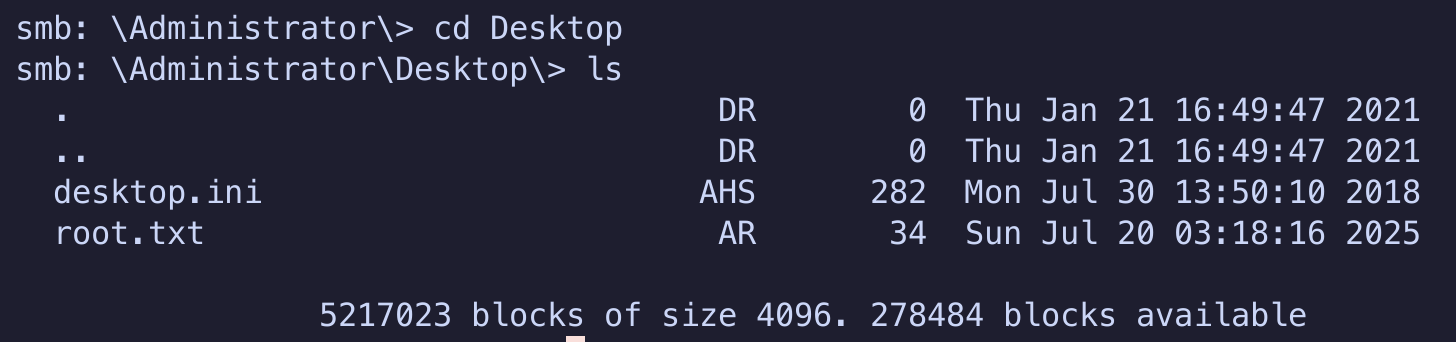 smb: \Administrator\> cd Desktop
smb: \Administrator\Desktop\> ls
  .                                  DR        0  Thu Jan 21 16:49:47 2021
  ..                                 DR        0  Thu Jan 21 16:49:47 2021
  desktop.ini                       AHS      282  Mon Jul 30 13:50:10 2018
  root.txt                           AR       34  Sun Jul 20 03:18:16 2025
                5217023 blocks of size 4096. 278484 blocks available